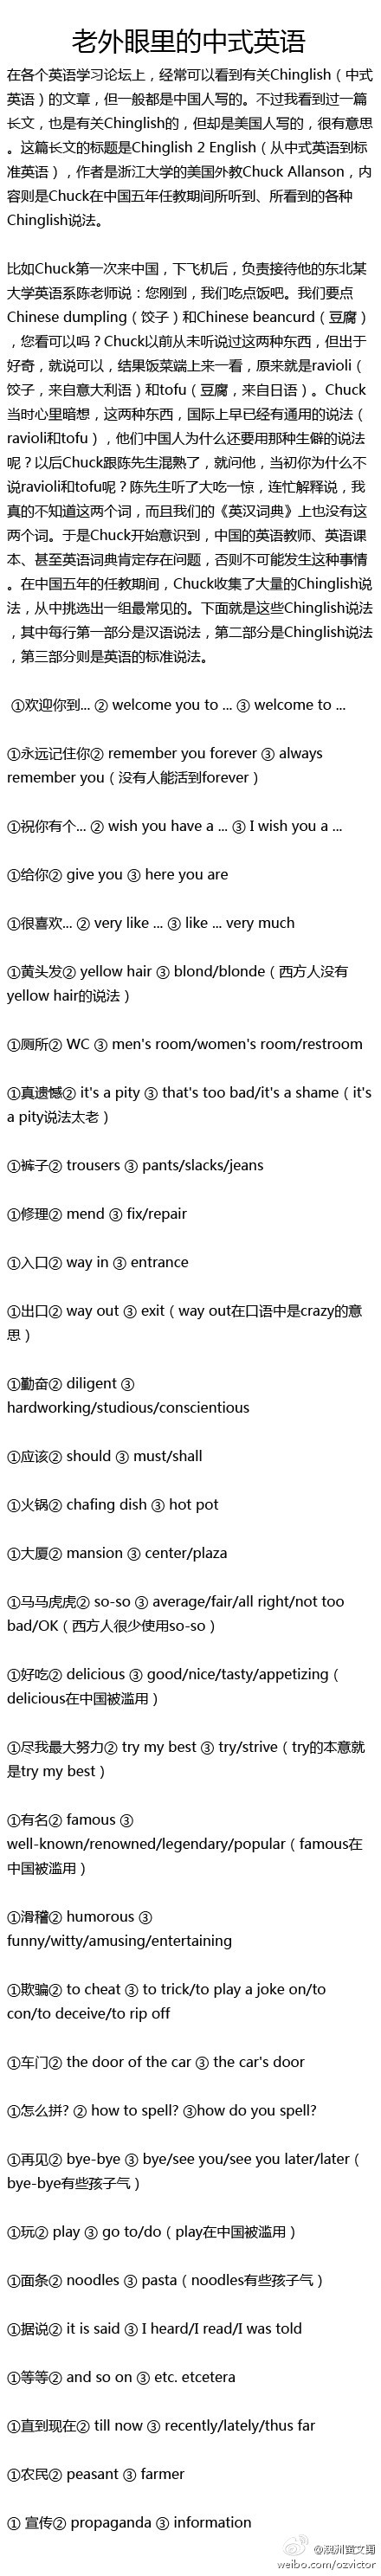 老外眼里的中式英语
在各个英语学习论坛上，经常可以看到有关Chinglish（中式
英语）的文章，但一般都是中国人写的。不过我看到过一篇
长文，也是有关Chinglish的，但却是美国人写的，很有意思
。这篇长文的标题是Chinglish 2 English（从中式英语到标
准英语），作者是浙江大学的美国外教Chuck Allanson，内
容则是Chuck在中国五年任教期间所听到、所看到的各种
Chinglish说法。
比如Chuck第一次来中国，下飞机后，负责接待他的东北某
大学英语系陈老师说：您刚到，我们吃点饭吧。我们要点
Chinese dumpling（饺子）和Chinese beancurd（豆腐）
，您看可以吗？Chuck以前从未听说过这两种东西，但出于
好奇，就说可以，结果饭菜端上来一看，原来就是ravioli（
饺子，来自意大利语）和tofu（豆腐，来自日语）。Chuck
当时心里暗想，这两种东西，国际上早已经有通用的说法（
ravioli和tofu），他们中国人为什么还要用那种生僻的说法
呢？以后Chuck跟陈先生混熟了，就问他，当初你为什么不
说ravioli和tofu呢？陈先生听了大吃一惊，连忙解释说，我
真的不知道这两个词，而且我们的《英汉词典》上也没有这
两个词。于是Chuck开始意识到，中国的英语教师、英语课
本、甚至英语词典肯定存在问题，否则不可能发生这种事情
。在中国五年的任教期间，Chuck收集了大量的Chinglish说
法，从中挑选出一组最常见的。下面就是这些Chinglish说法
，其中每行第一部分是汉语说法，第二部分是Chinglish说法
，第三部分则是英语的标准说法。
①欢迎你到... ② welcome you to ... ③ welcome to ...
①永远记住你② remember you forever ③ always
remember you（没有人能活到forever）
①祝你有个... ② wish you have a ... ③ I wish you a ...
①给你② give you ③ here you are
①很喜欢... ② very like ... ③ like ... very much
①黄头发② yellow hair ③ blond/blonde（西方人没有
yellow hair的说法）
①厕所② WC ③ men's room/women's room/restroom
①真遗憾② it's a pity ③ that's too bad/it's a shame（it's
a pity说法太老）
①裤子② trousers ③ pants/slacks/jeans
①修理② mend ③ fix/repair
①入口② way in ③ entrance
①出口② way out ③ exit（way out在口语中是crazy的意
思）
①勤奋② diligent ③
hardworking/studious/conscientious
①应该② should ③ must/shall
①火锅② chafing dish ③ hot pot
①大厦② mansion ③ center/plaza
①马马虎虎② so-so ③ average/fair/all right/not too
bad/OK（西方人很少使用so-so）
①好吃② delicious ③ good/nice/tasty/appetizing（
delicious在中国被滥用）
①尽我最大努力② try my best ③ try/strive（try的本意就
是try my best）
①有名② famous ③
well-known/renowned/legendary/popular（famous在
中国被滥用）
①滑稽② humorous ③
funny/witty/amusing/entertaining
①欺骗② to cheat ③ to trick/to play a joke on/to
con/to deceive/to rip off
①车门② the door of the car ③ the car's door
①怎么拼? ② how to spell? ③how do you spell?
①再见② bye-bye ③ bye/see you/see you later/later（
bye-bye有些孩子气）
①玩② play ③ go to/do（play在中国被滥用）
①面条② noodles ③ pasta（noodles有些孩子气）
①据说② it is said ③ I heard/I read/I was told
①等等② and so on ③ etc. etcetera
①直到现在② till now ③ recently/lately/thus far
①农民② peasant ③ farmer
① 宣传② propaganda ③ information
@澳洲留文菊
weibo.com/ozvictor